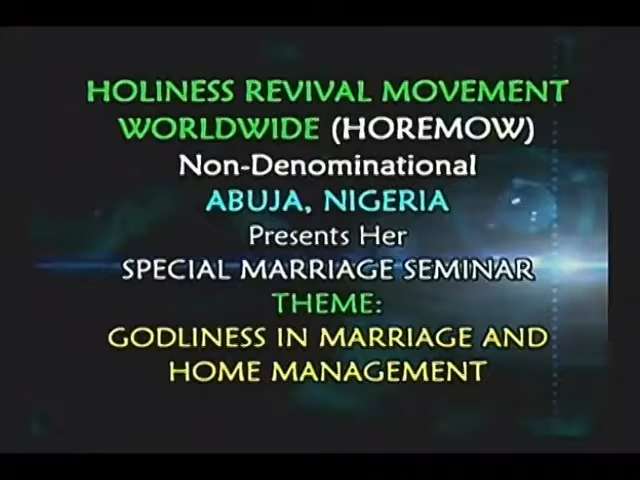 HOLINESS REVIVAL MOVEMENT
WORLDWIDE (HOREMOW)
Non-Denominational
ABUJA, NIGERIA
Presents Her
SPECIAL MARRIAGE SEMINAR
THEME:
GODLINESS IN MARRIAGE AND
HOME MANAGEMENT